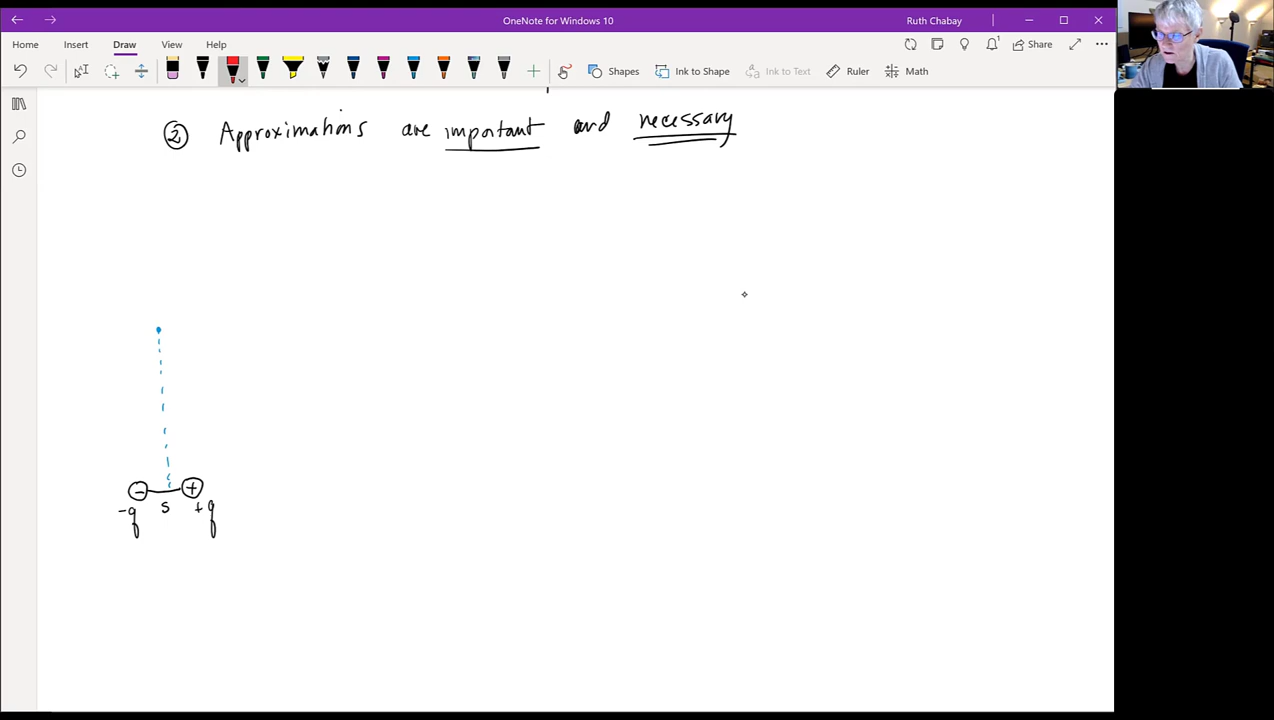 OneNote for Windows 10
Ruth Chabay
Home Insert Draw View Help
Share
Shapes Ink to Shape Ink to Text Ruler Math
② Approximations are important and necessary
- +
-q s +q